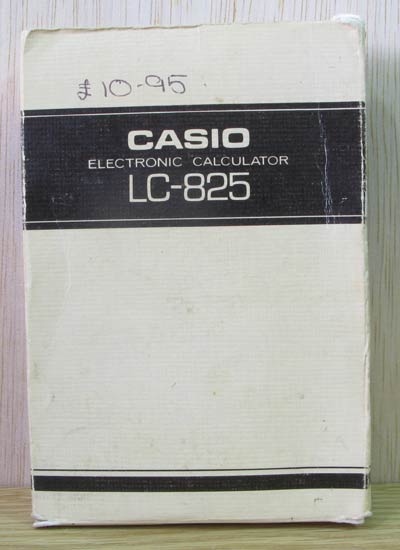 £10-95
CASIO
ELECTRONIC CALCULATOR
LC-825